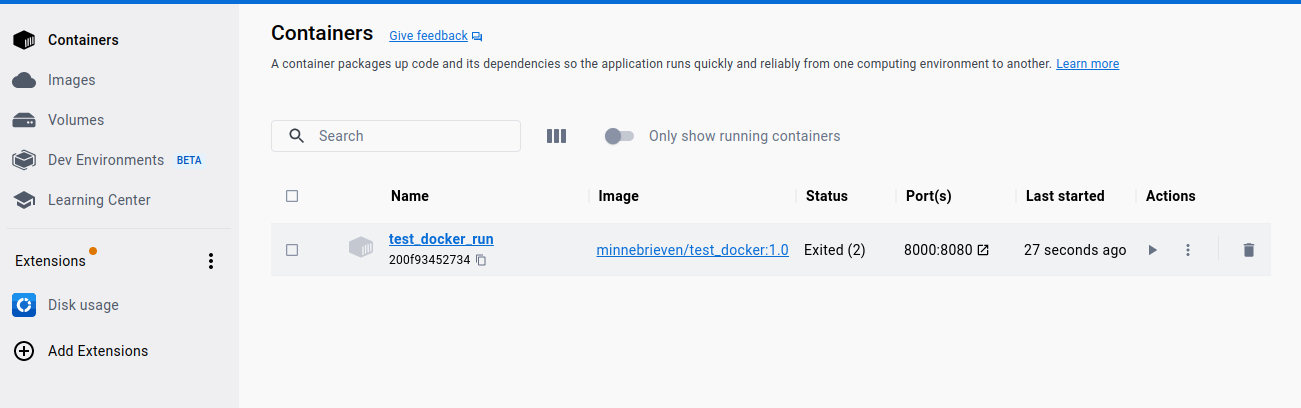 Containers
Images
Volumes
Dev Environments BETA
Learning Center
Extensions
Disk usage
Add Extensions
Containers Give feedback
A container packages up code and its dependencies so the application runs quickly and reliably from one computing environment to another. Learn more
Search Only show running containers
Name Image Status Port(s) Last started Actions
test_docker_run
200f93452734
minnebrieven/test_docker:1.0 Exited (2) 8000:8080 27 seconds ago